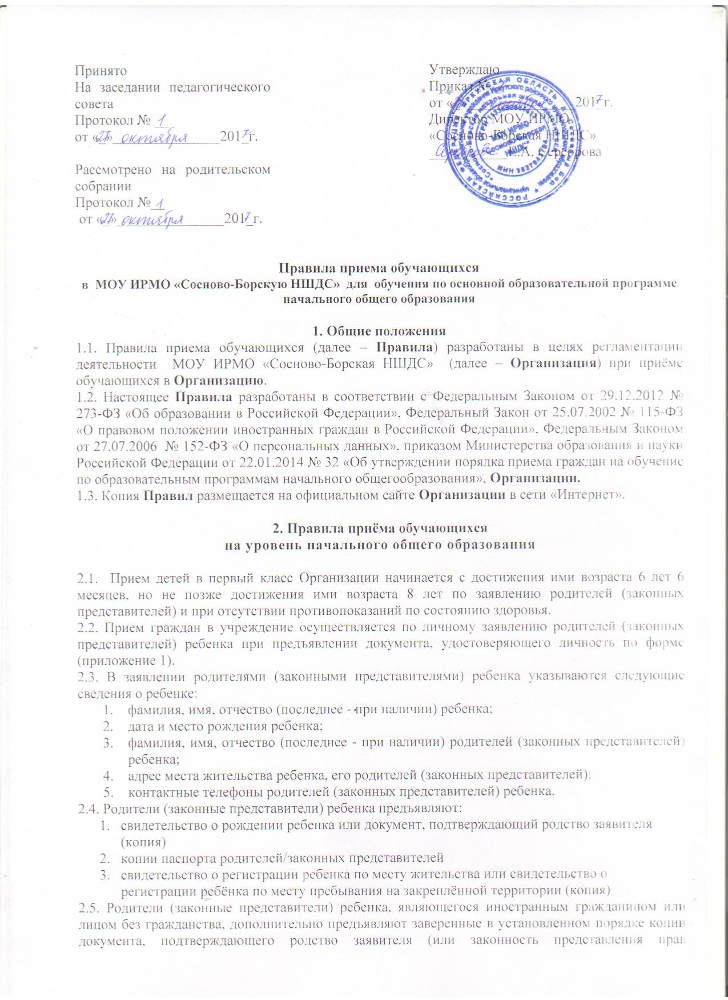 Принято
На заседании педагогического
совета
Протокол № 1
от «27» октября 2017 г.
Рассмотрено на родительском
собрании
Протокол № 1
от «27» октября 2017 г.
Утверждаю
Приказ №
от « 2017 г.
Директор МОУ ИРМО
«Сосново-Борская НШДС»
Е.А. Сереброва
РОССИЙСКАЯ ФЕДЕРАЦИЯ ИРКУТСКАЯ ОБЛАСТЬ
МОУ ИРМО
"Сосново-Борская
НШДС"
Правила приема обучающихся
в МОУ ИРМО «Сосново-Борскую НШДС» для обучения по основной образовательной программе
начального общего образования
1. Общие положения
1.1. Правила приема обучающихся (далее – Правила) разработаны в целях регламентации
деятельности МОУ ИРМО «Сосново-Борская НШДС» (далее – Организация) при приёме
обучающихся в Организацию.
1.2. Настоящее Правила разработаны в соответствии с Федеральным Законом от 29.12.2012 №
273-ФЗ «Об образовании в Российской Федерации», Федеральный Закон от 25.07.2002 № 115-ФЗ
«О правовом положении иностранных граждан в Российской Федерации», Федеральным Законом
от 27.07.2006 № 152-ФЗ «О персональных данных», приказом Министерства образования и науки
Российской Федерации от 22.01.2014 № 32 «Об утверждении порядка приема граждан на обучение
по образовательным программам начального общегообразования», Организации.
1.3. Копия Правил размещается на официальном сайте Организации в сети «Интернет».
2. Правила приёма обучающихся
на уровень начального общего образования
2.1. Прием детей в первый класс Организации начинается с достижения ими возраста 6 лет 6
месяцев, но не позже достижения ими возраста 8 лет по заявлению родителей (законных
представителей) и при отсутствии противопоказаний по состоянию здоровья.
2.2. Прием граждан в учреждение осуществляется по личному заявлению родителей (законных
представителей) ребенка при предъявлении документа, удостоверяющего личность по форме
(приложение 1).
2.3. В заявлении родителями (законными представителями) ребенка указываются следующие
сведения о ребенке:
1. фамилия, имя, отчество (последнее - при наличии) ребенка;
2. дата и место рождения ребенка;
3. фамилия, имя, отчество (последнее - при наличии) родителей (законных представителей)
ребенка;
4. адрес места жительства ребенка, его родителей (законных представителей);
5. контактные телефоны родителей (законных представителей) ребенка.
2.4. Родители (законные представители) ребенка предъявляют:
1. свидетельство о рождении ребенка или документ, подтверждающий родство заявителя
(копия)
2. копии паспорта родителей/законных представителей
3. свидетельство о регистрации ребенка по месту жительства или свидетельство о
регистрации ребёнка по месту пребывания на закреплённой территории (копия)
2.5. Родители (законные представители) ребенка, являющегося иностранным гражданином или
лицом без гражданства, дополнительно предъявляют заверенные в установленном порядке копии
документа, подтверждающего родство заявителя (или законность представления прав